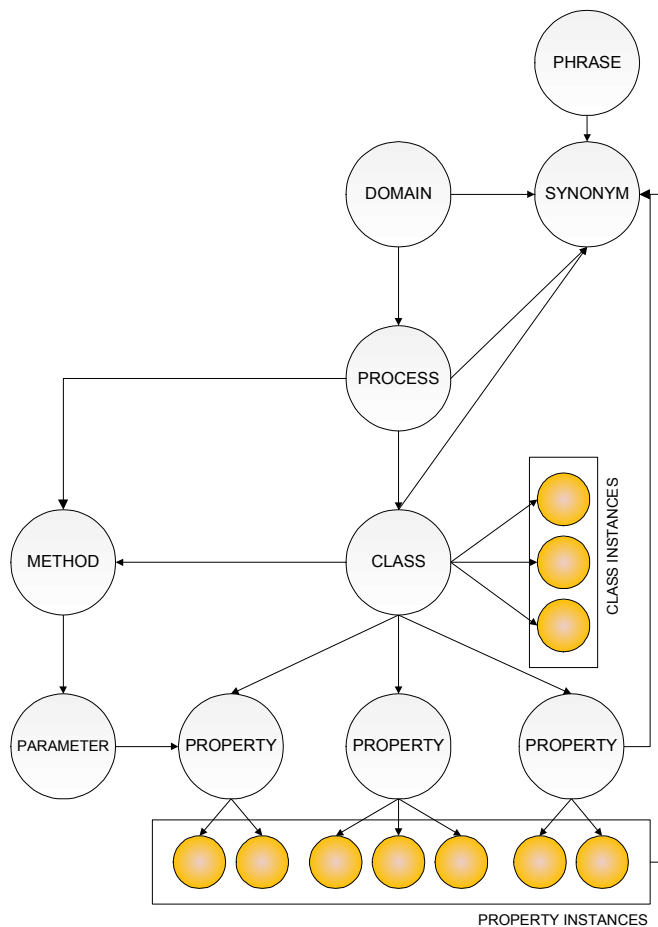 PHRASE
DOMAIN
SYNONYM
PROCESS
CLASS INSTANCES
METHOD
CLASS
PARAMETER
PROPERTY
PROPERTY
PROPERTY
PROPERTY INSTANCES